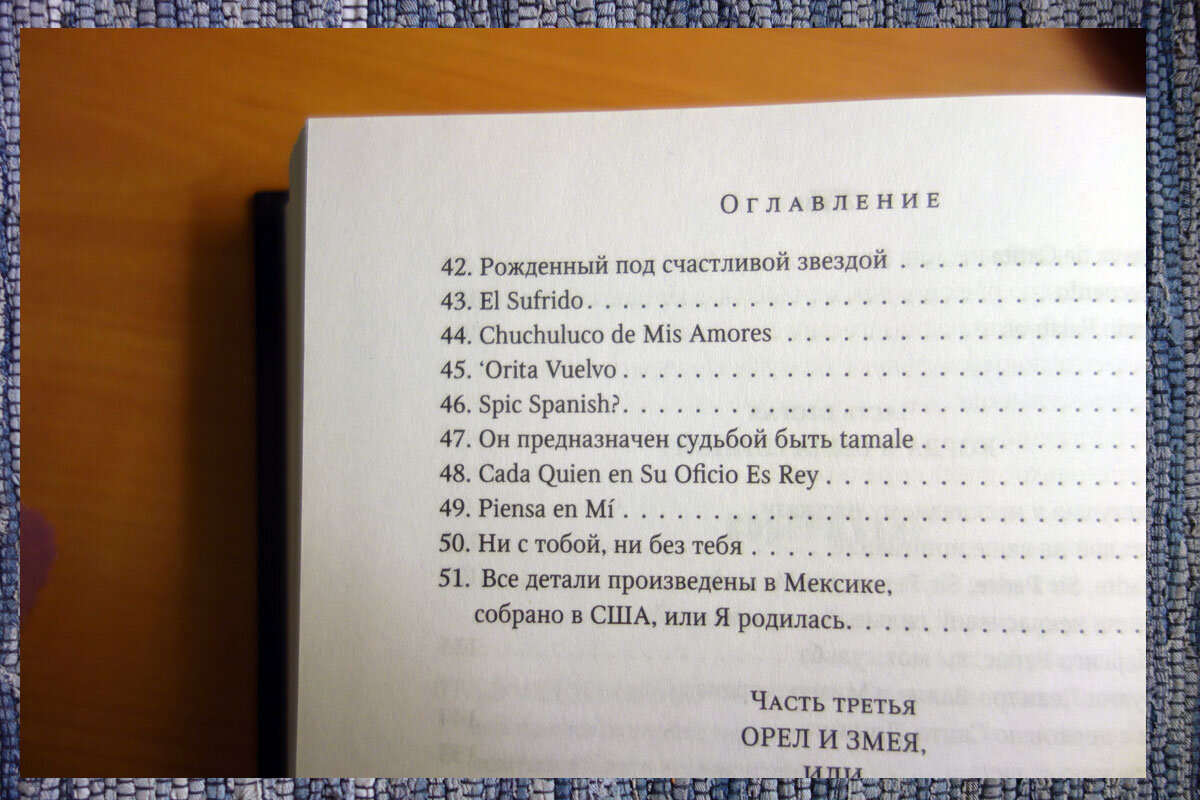 ОГЛАВЛЕНИЕ
42. Рожденный под счастливой звездой . . . . . . . . . .
43. El Sufrido. . . . . . . . . . . . . . . . . . . . . . . .
44. Chuchuluco de Mis Amores . . . . . . . . . . . . . . .
45. ‘Orita Vuelvo . . . . . . . . . . . . . . . . . . . . . .
46. Spic Spanish?. . . . . . . . . . . . . . . . . . . . . .
47. Он предназначен судьбой быть tamale . . . . . . . . .
48. Cada Quien en Su Oficio Es Rey . . . . . . . . . . . . .
49. Piensa en Mí . . . . . . . . . . . . . . . . . . . . . .
50. Ни с тобой, ни без тебя . . . . . . . . . . . . . . . .
51. Все детали произведены в Мексике,
собрано в США, или Я родилась. . . . . . . . . . . . .
ЧАСТЬ ТРЕТЬЯ
ОРЕЛ И ЗМЕЯ,
ИЛИ